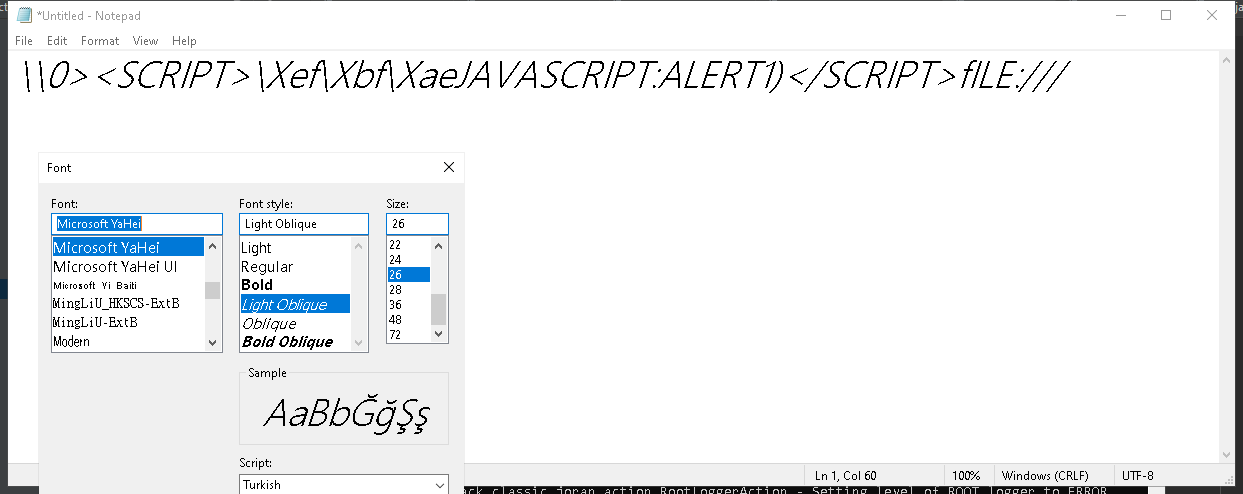 *Untitled - Notepad
File Edit Format View Help
\\0><SCRIPT>\Xef\Xbf\XaeJAVASCRIPT:ALERT1)</SCRIPT>fILE:///
Font
Font: Font style: Size:
Microsoft YaHei Light Oblique 26
Microsoft YaHei
Microsoft YaHei UI
Microsoft Yi Baiti
MingLiU_HKSCS-ExtB
MingLiU-ExtB
Modern
Light
Regular
Bold
Light Oblique
Oblique
Bold Oblique
22
24
26
28
36
48
72
Sample
AaBbĞğŞş
Script:
Turkish
Ln 1, Col 60 100% Windows (CRLF) UTF-8
ack.classic.joran.action.RootLoggerAction - Setting level of ROOT logger to ERROR